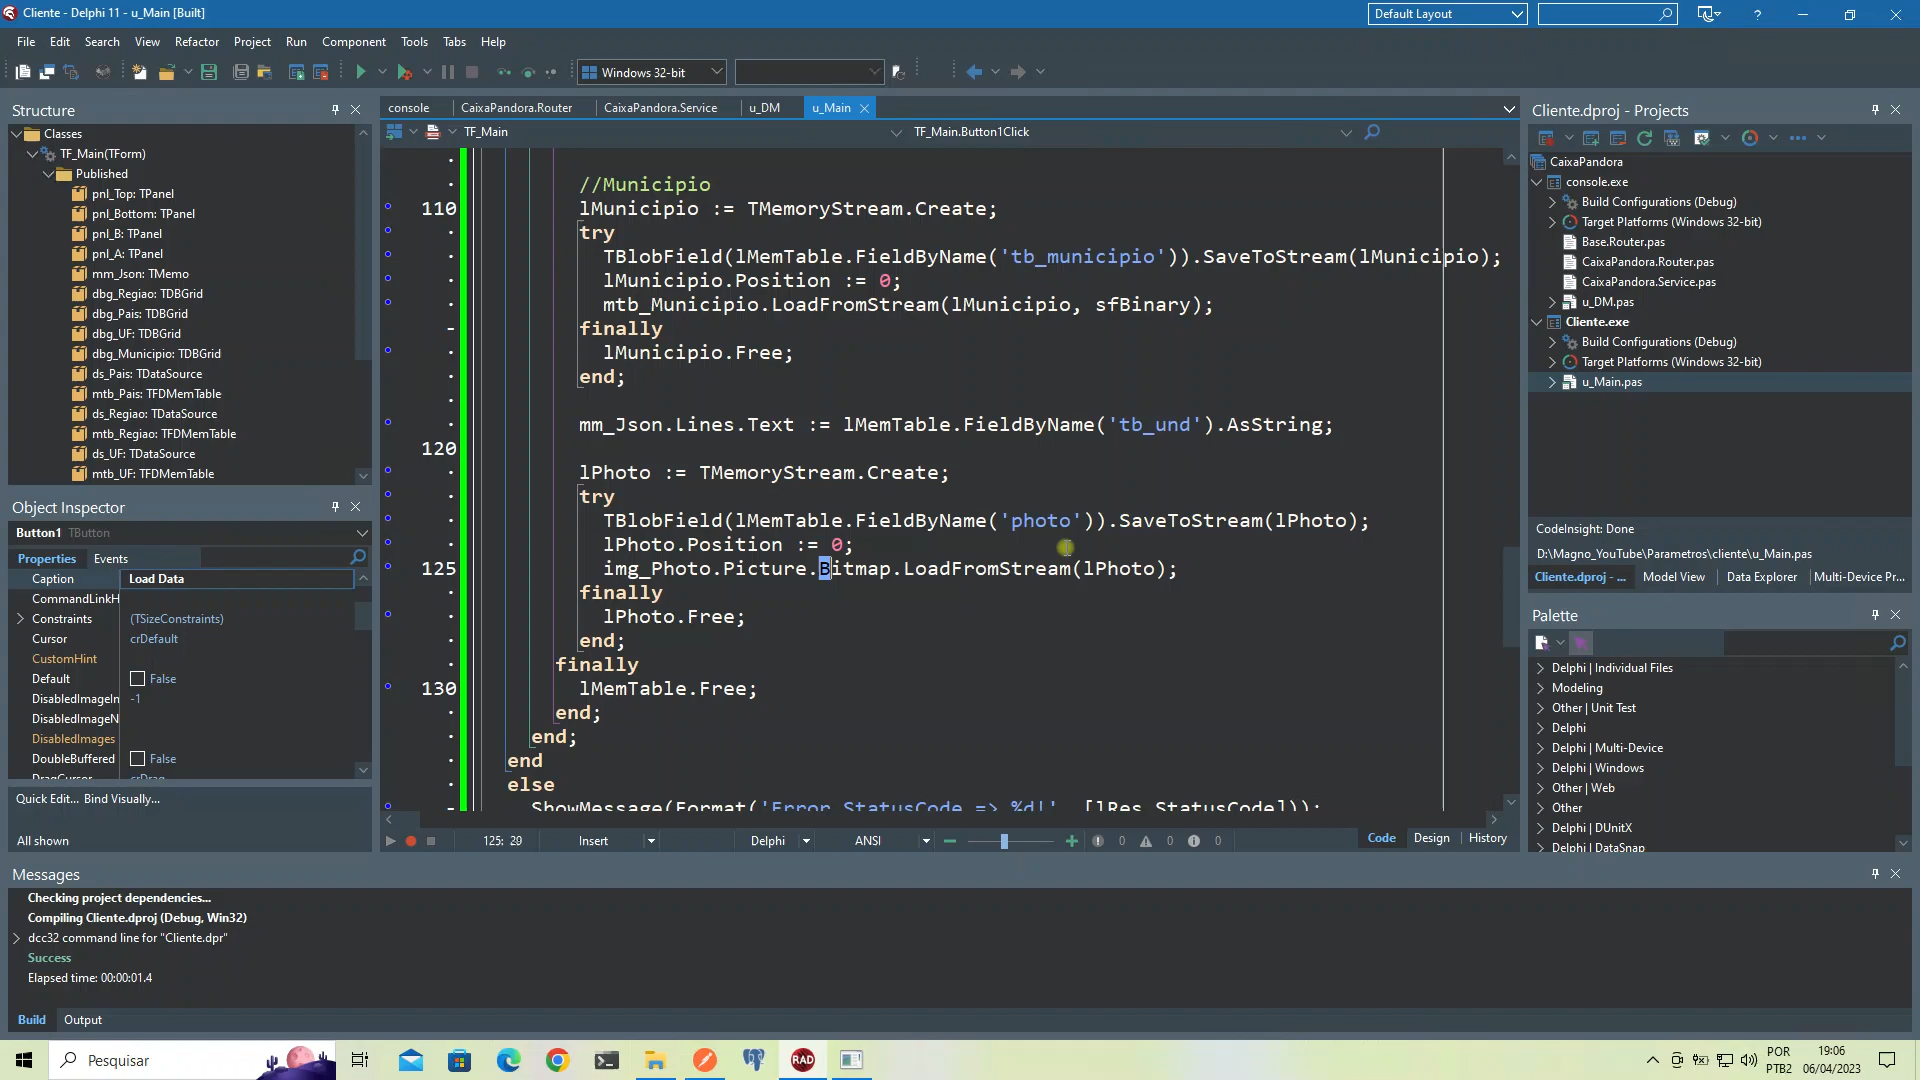 Cliente - Delphi 11 - u_Main [Built]
Default Layout
File Edit Search View Refactor Project Run Component Tools Tabs Help
Windows 32-bit
Structure
Classes
TF_Main(TForm)
Published
pnl_Top: TPanel
pnl_Bottom: TPanel
pnl_B: TPanel
pnl_A: TPanel
mm_Json: TMemo
dbg_Regiao: TDBGrid
dbg_Pais: TDBGrid
dbg_UF: TDBGrid
dbg_Municipio: TDBGrid
ds_Pais: TDataSource
mtb_Pais: TFDMemTable
ds_Regiao: TDataSource
mtb_Regiao: TFDMemTable
ds_UF: TDataSource
mtb_UF: TFDMemTable
Object Inspector
Button1 TButton
Properties Events
Caption Load Data
CommandLinkH
Constraints (TSizeConstraints)
Cursor crDefault
CustomHint
Default False
DisabledImageIn -1
DisabledImageN
DisabledImages
DoubleBuffered False
DragCursor crDrag
Quick Edit... Bind Visually...
All shown
console CaixaPandora.Router CaixaPandora.Service u_DM u_Main
TF_Main TF_Main.Button1Click
//Municipio
110 lMunicipio := TMemoryStream.Create;
try
TBlobField(lMemTable.FieldByName('tb_municipio')).SaveToStream(lMunicipio);
lMunicipio.Position := 0;
mtb_Municipio.LoadFromStream(lMunicipio, sfBinary);
finally
lMunicipio.Free;
end;
mm_Json.Lines.Text := lMemTable.FieldByName('tb_und').AsString;
120
lPhoto := TMemoryStream.Create;
try
TBlobField(lMemTable.FieldByName('photo')).SaveToStream(lPhoto);
lPhoto.Position := 0;
125 img_Photo.Picture.Bitmap.LoadFromStream(lPhoto);
finally
lPhoto.Free;
end;
finally
130 lMemTable.Free;
end;
end;
end
else
ShowMessage(Format('Error StatusCode => %d!', [lRes.StatusCode]));
125: 29 Insert Delphi ANSI 0 0 0 Code Design History
Cliente.dproj - Projects
CaixaPandora
console.exe
Build Configurations (Debug)
Target Platforms (Windows 32-bit)
Base.Router.pas
CaixaPandora.Router.pas
CaixaPandora.Service.pas
u_DM.pas
Cliente.exe
Build Configurations (Debug)
Target Platforms (Windows 32-bit)
u_Main.pas
CodeInsight: Done
D:\Magno_YouTube\Parametros\cliente\u_Main.pas
Cliente.dproj - ... Model View Data Explorer Multi-Device Pr...
Palette
Delphi | Individual Files
Modeling
Other | Unit Test
Delphi
Delphi | Multi-Device
Delphi | Windows
Other | Web
Other
Delphi | DUnitX
Delphi | DataSnap
Messages
Checking project dependencies...
Compiling Cliente.dproj (Debug, Win32)
dcc32 command line for "Cliente.dpr"
Success
Elapsed time: 00:00:01.4
Build Output
Pesquisar
RAD
POR
PTB2
19:06
06/04/2023